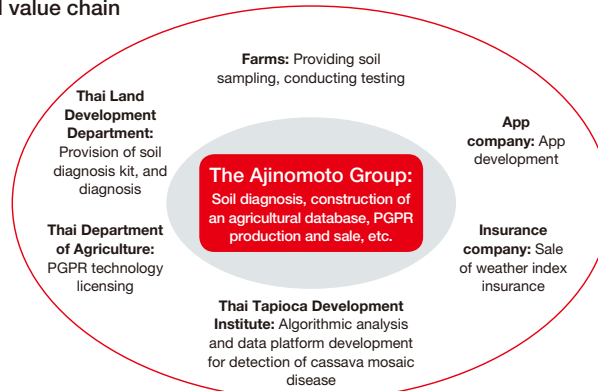 value chain
Farms: Providing soil
sampling, conducting testing
Thai Land
Development
Department:
Provision of soil
diagnosis kit, and
diagnosis
App
company: App
development
The Ajinomoto Group:
Soil diagnosis, construction of
an agricultural database, PGPR
production and sale, etc.
Thai Department
of Agriculture:
PGPR technology
licensing
Insurance
company: Sale
of weather index
insurance
Thai Tapioca Development
Institute: Algorithmic analysis
and data platform development
for detection of cassava mosaic
disease